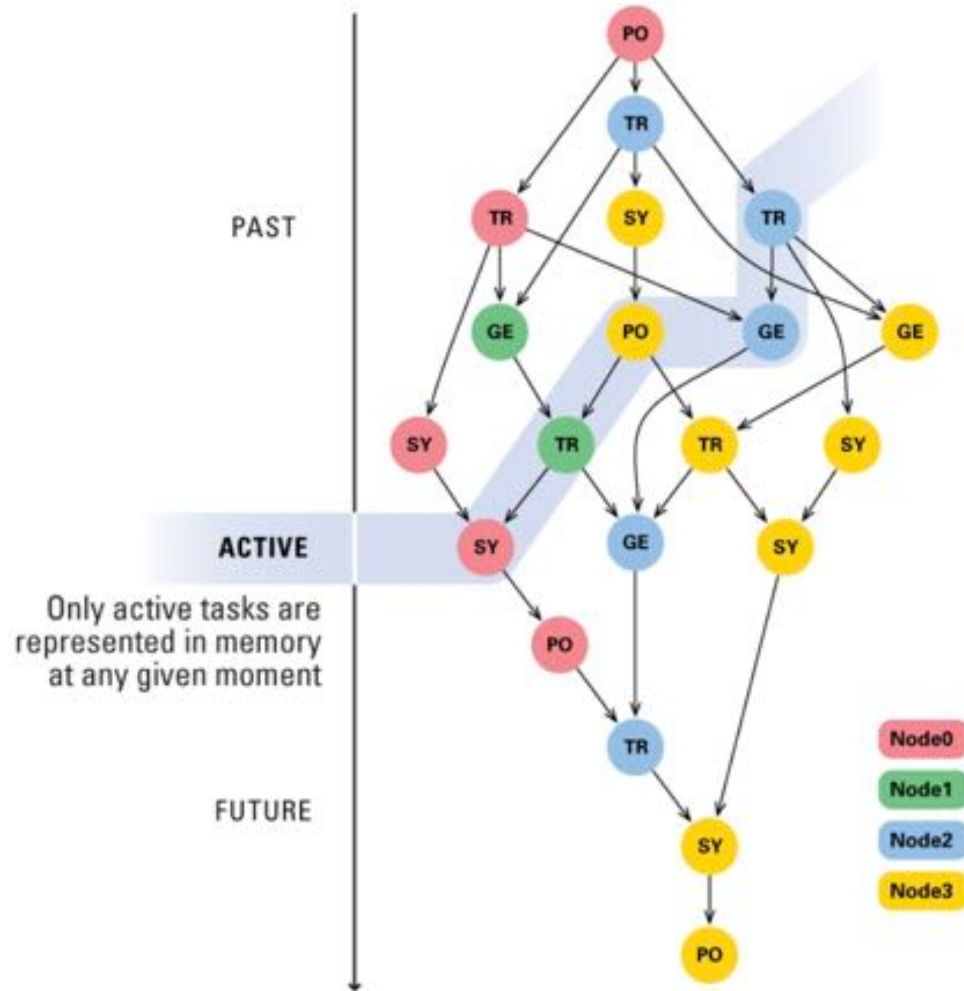 PO
TR
TR
SY
TR
PAST
GE
PO
GE
GE
SY
TR
TR
SY
ACTIVE
SY
GE
SY
Only active tasks are
represented in memory
at any given moment
PO
TR
FUTURE
SY
PO
Node0
Node1
Node2
Node3